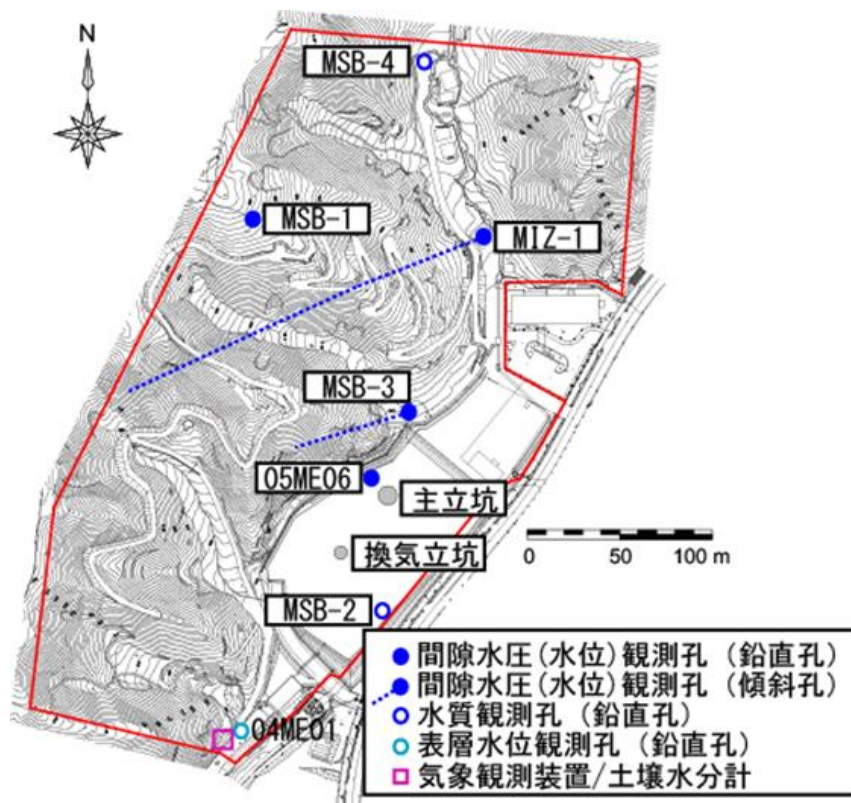 N
MSB-4
MSB-1
MIZ-1
MSB-3
05ME06
主立坑
換気立坑
0 50 100 m
MSB-2
間隙水圧(水位)観測孔（鉛直孔）
間隙水圧(水位)観測孔（傾斜孔）
水質観測孔（鉛直孔）
04ME01
表層水位観測孔（鉛直孔）
気象観測装置/土壌水分計